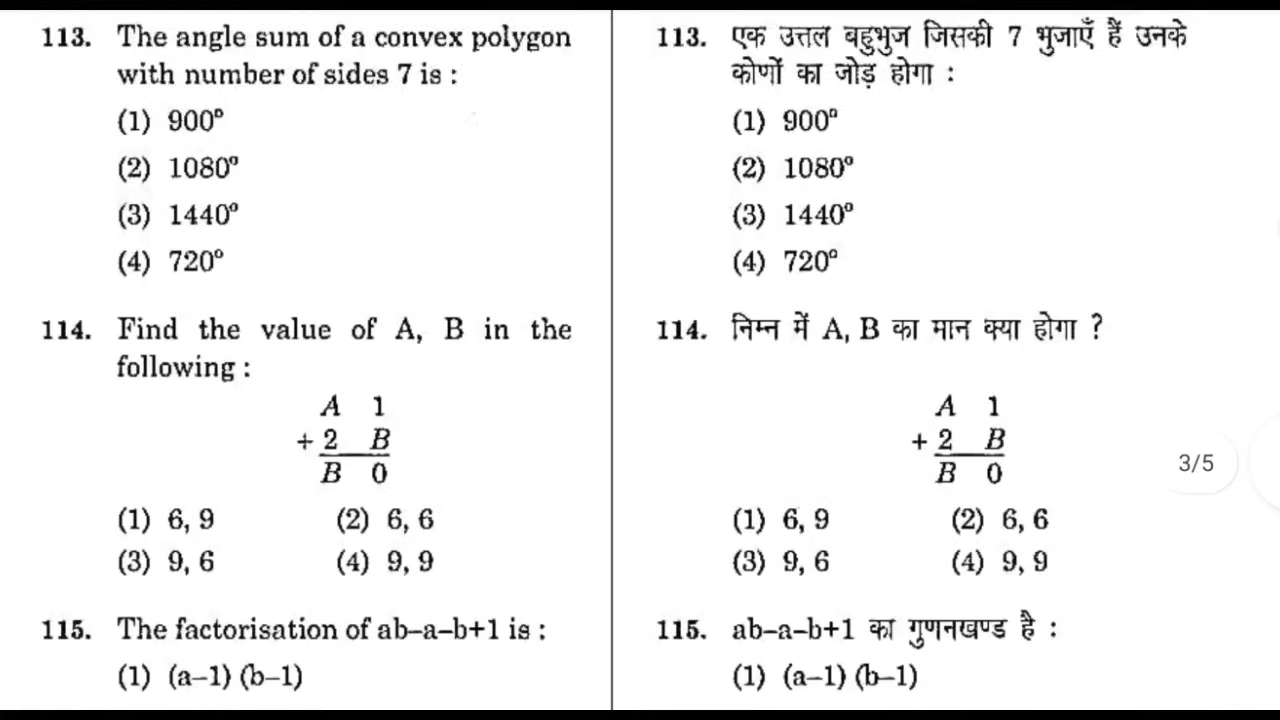 113. The angle sum of a convex polygon
with number of sides 7 is :
(1) 900°
(2) 1080°
(3) 1440°
(4) 720°
114. Find the value of A, B in the
following :
A 1
+ 2 B
B 0
(1) 6, 9 (2) 6, 6
(3) 9, 6 (4) 9, 9
115. The factorisation of ab–a–b+1 is :
(1) (a–1) (b–1)
113. एक उत्तल बहुभुज जिसकी 7 भुजाएँ हैं उनके
कोणों का जोड़ होगा :
(1) 900°
(2) 1080°
(3) 1440°
(4) 720°
114. निम्न में A, B का मान क्या होगा ?
A 1
+ 2 B
B 0
(1) 6, 9 (2) 6, 6
(3) 9, 6 (4) 9, 9
115. ab–a–b+1 का गुणनखण्ड है :
(1) (a–1) (b–1)
3/5